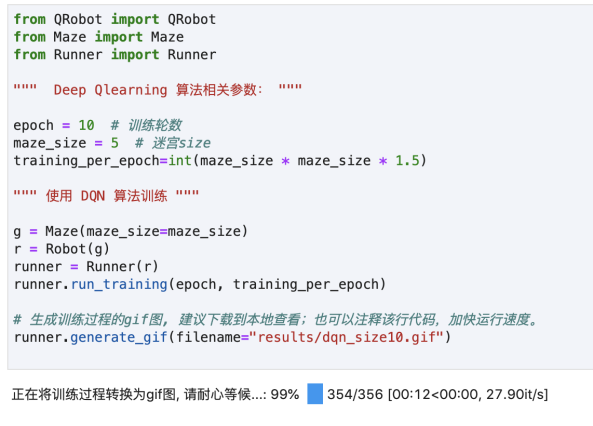 from QRobot import QRobot
from Maze import Maze
from Runner import Runner
"""  Deep Qlearning 算法相关参数： """
epoch = 10  # 训练轮数
maze_size = 5  # 迷宫size
training_per_epoch=int(maze_size * maze_size * 1.5)
""" 使用 DQN 算法训练 """
g = Maze(maze_size=maze_size)
r = Robot(g)
runner = Runner(r)
runner.run_training(epoch, training_per_epoch)
# 生成训练过程的gif图, 建议下载到本地查看；也可以注释该行代码，加快运行速度。
runner.generate_gif(filename="results/dqn_size10.gif")
正在将训练过程转换为gif图, 请耐心等候...: 99% 354/356 [00:12<00:00, 27.90it/s]